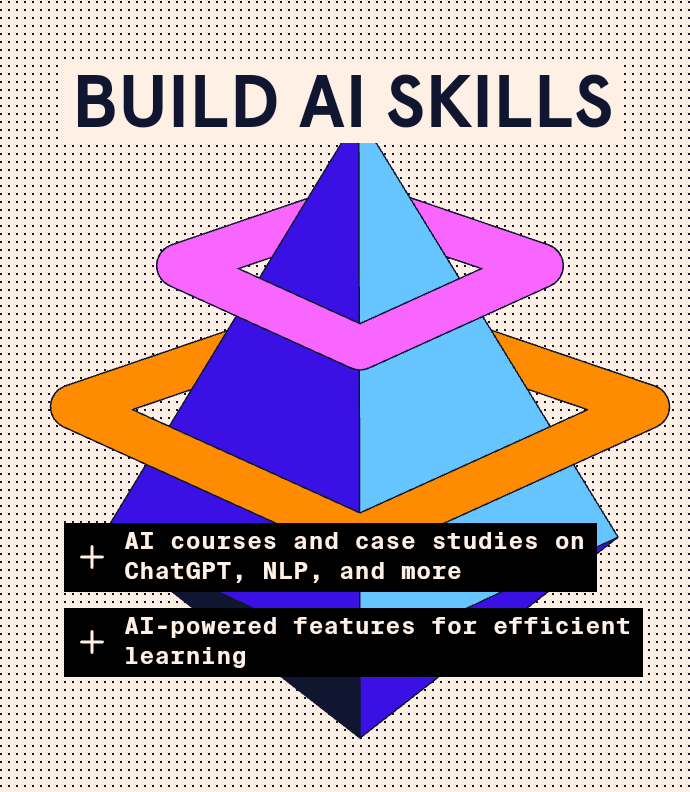 BUILD AI SKILLS
+ AI courses and case studies on
ChatGPT, NLP, and more
+ AI-powered features for efficient
learning